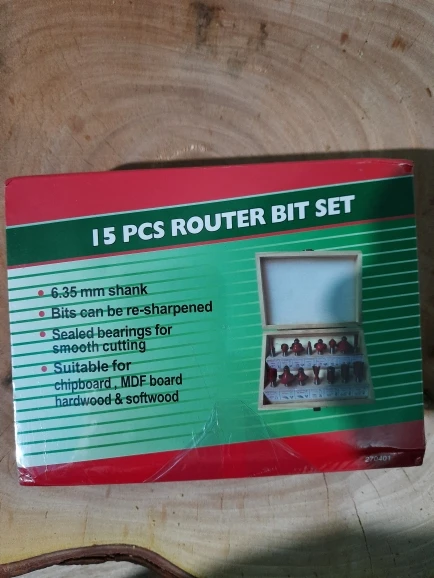 15 PCS ROUTER BIT SET
• 6.35 mm shank
• Bits can be re-sharpened
• Sealed bearings for
smooth cutting
• Suitable for
chipboard , MDF board
hardwood & softwood
270401